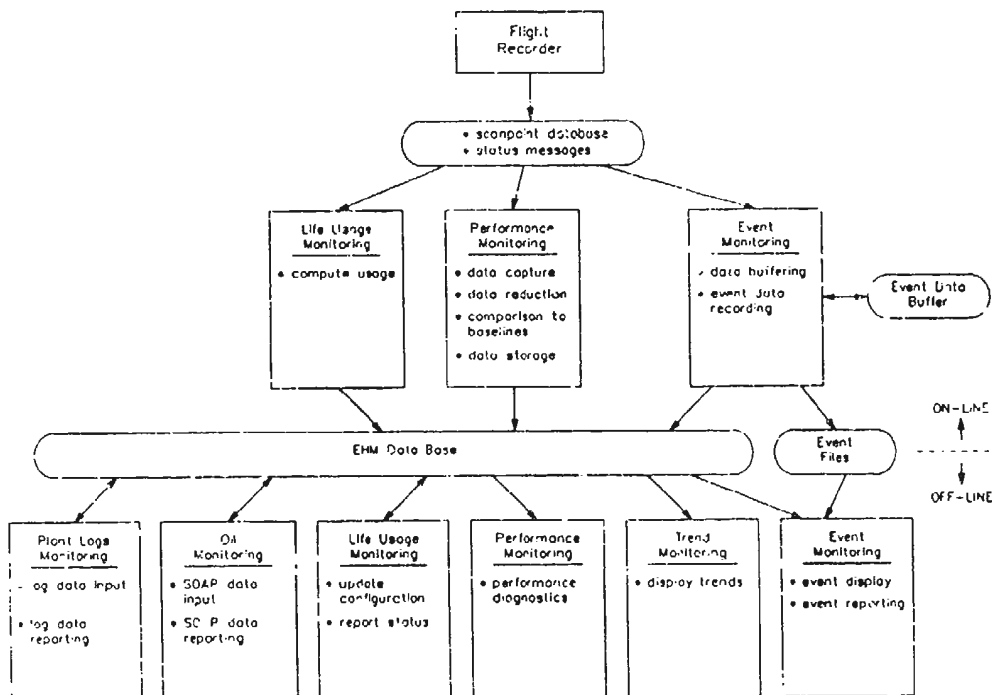 Flight
Recorder
• scanpoint database
• status messages
Life Usage
Monitoring
• compute usage
Performance
Monitoring
• data capture
• data reduction
• comparison to
baselines
• data storage
Event
Monitoring
• data buffering
• event data
recording
Event Data
Buffer
ON-LINE
EHM Data Base
Event
Files
OFF-LINE
Plant Logs
Monitoring
- log data input
• log data
reporting
Oil
Monitoring
• SOAP data
input
• data
reporting
Life Usage
Monitoring
• update
configuration
• report status
Performance
Monitoring
• performance
diagnostics
Trend
Monitoring
• display trends
Event
Monitoring
• event display
• event reporting